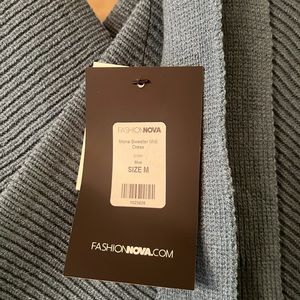 FASHIONNOVA
Mona Sweater Midi
Dress
Blue
SIZE M
FASHIONNOVA.COM